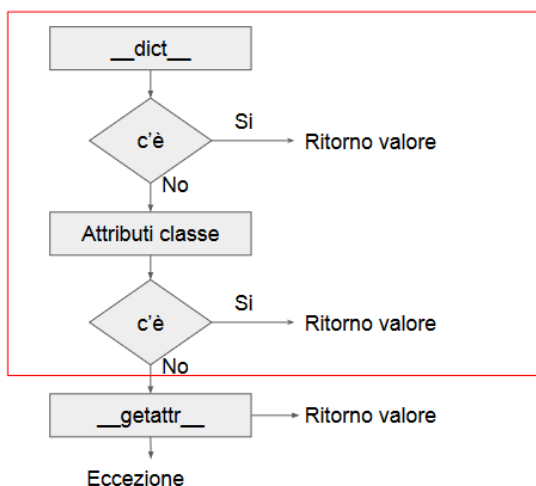 __dict__
c'è
Si
Ritorno valore
No
Attributi classe
c'è
Si
Ritorno valore
No
__getattr__
Ritorno valore
Eccezione